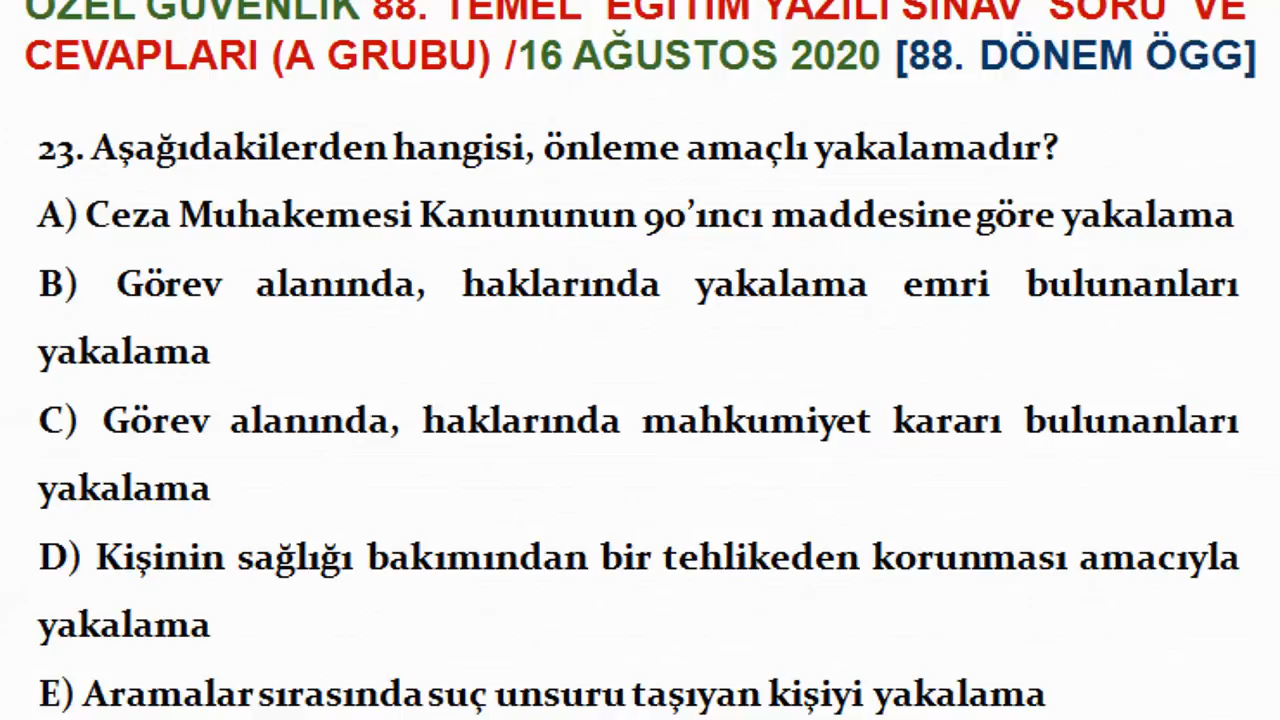 ÖZEL GÜVENLİK 88. TEMEL EĞİTİM YAZILI SINAV SORU VE
CEVAPLARI (A GRUBU) /16 AĞUSTOS 2020 [88. DÖNEM ÖGG]
23. Aşağıdakilerden hangisi, önleme amaçlı yakalamadır?
A) Ceza Muhakemesi Kanununun 90’ıncı maddesine göre yakalama
B) Görev alanında, haklarında yakalama emri bulunanları
yakalama
C) Görev alanında, haklarında mahkumiyet kararı bulunanları
yakalama
D) Kişinin sağlığı bakımından bir tehlikeden korunması amacıyla
yakalama
E) Aramalar sırasında suç unsuru taşıyan kişiyi yakalama